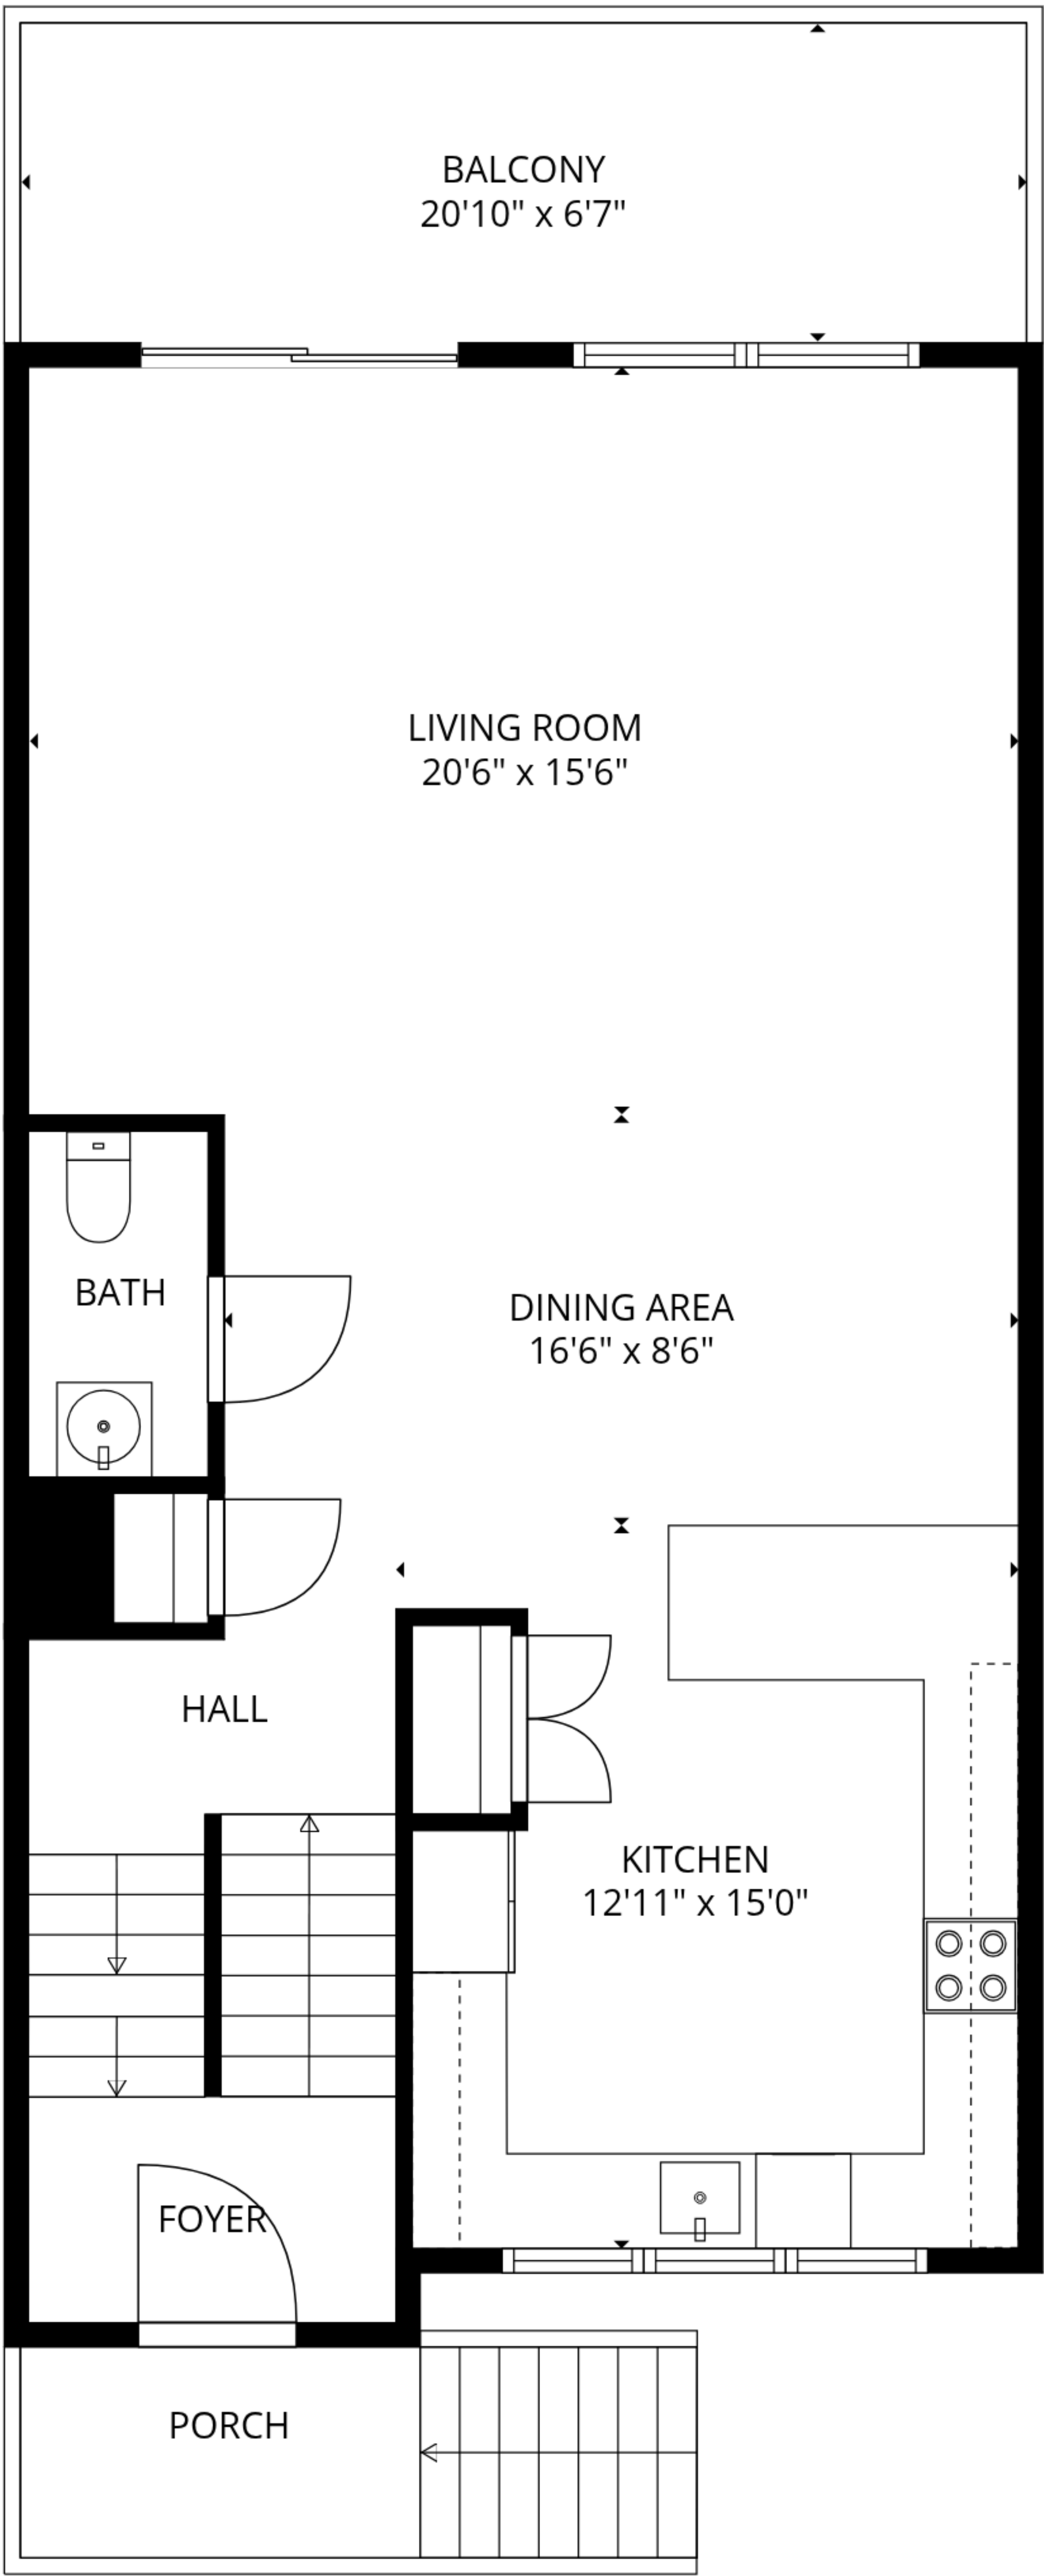 BALCONY
20'10" x 6'7"
LIVING ROOM
20'6" x 15'6"
BATH
DINING AREA
16'6" x 8'6"
HALL
KITCHEN
12'11" x 15'0"
FOYER
PORCH